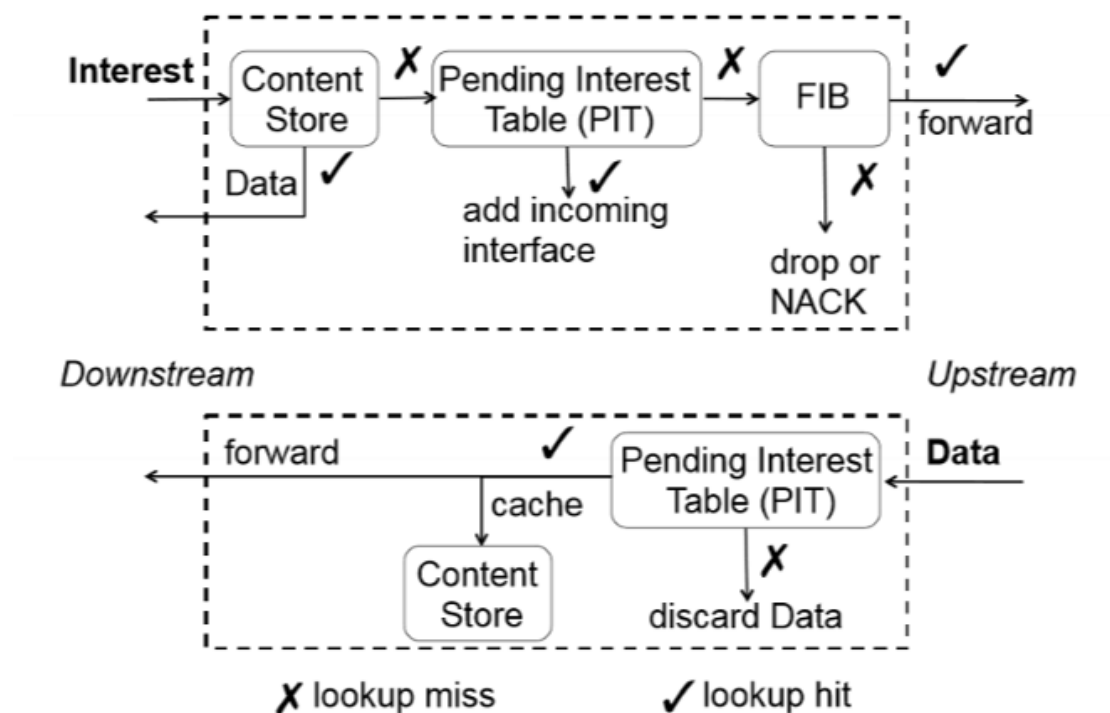 Interest
Content
Store
Pending Interest
Table (PIT)
FIB
forward
Data
add incoming
interface
drop or
NACK
Downstream
Upstream
forward
cache
Content
Store
Pending Interest
Table (PIT)
Data
discard Data
✗ lookup miss
✓ lookup hit